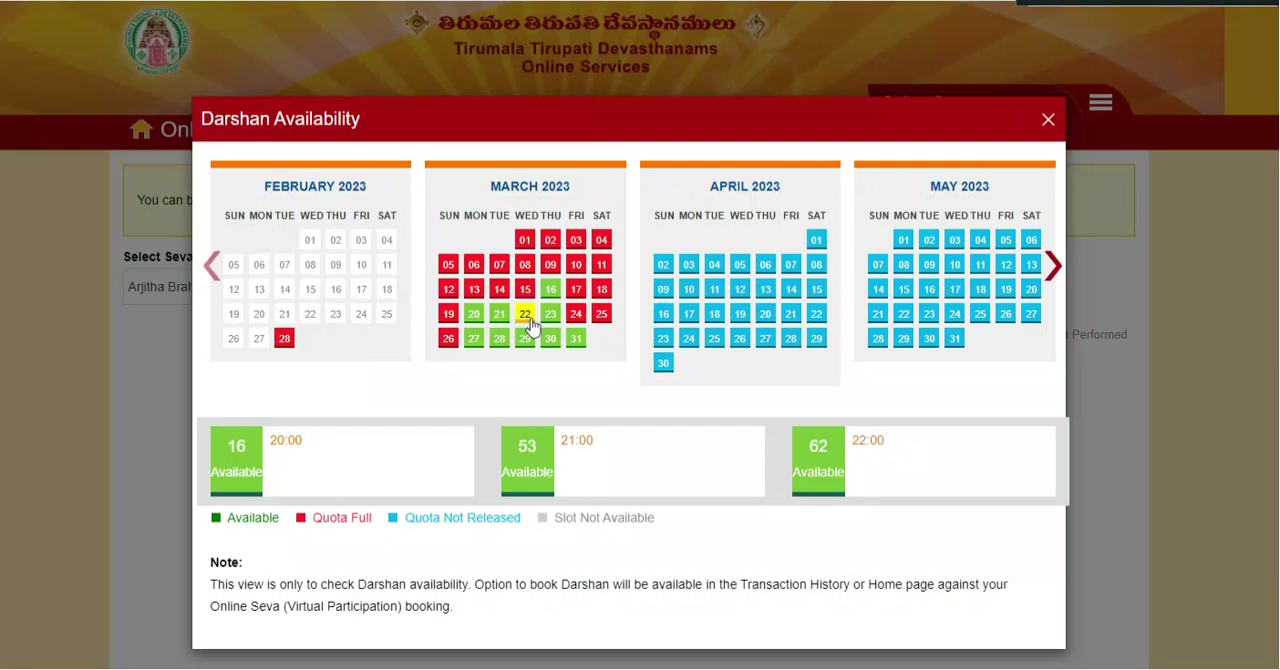 తిరుమల తిరుపతి దేవస్థానములు
Tirumala Tirupati Devasthanams
Online Services
Onl
Darshan Availability
You can b
Select Seva
Arjitha Brah
t Performed
FEBRUARY 2023
SUN MON TUE WED THU FRI SAT
01 02 03 04
05 06 07 08 09 10 11
12 13 14 15 16 17 18
19 20 21 22 23 24 25
26 27 28
MARCH 2023
SUN MON TUE WED THU FRI SAT
01 02 03 04
05 06 07 08 09 10 11
12 13 14 15 16 17 18
19 20 21 22 23 24 25
26 27 28 29 30 31
APRIL 2023
SUN MON TUE WED THU FRI SAT
01
02 03 04 05 06 07 08
09 10 11 12 13 14 15
16 17 18 19 20 21 22
23 24 25 26 27 28 29
30
MAY 2023
SUN MON TUE WED THU FRI SAT
01 02 03 04 05 06
07 08 09 10 11 12 13
14 15 16 17 18 19 20
21 22 23 24 25 26 27
28 29 30 31
16 Available 20:00
53 Available 21:00
62 Available 22:00
Available Quota Full Quota Not Released Slot Not Available
Note:
This view is only to check Darshan availability. Option to book Darshan will be available in the Transaction History or Home page against your
Online Seva (Virtual Participation) booking.